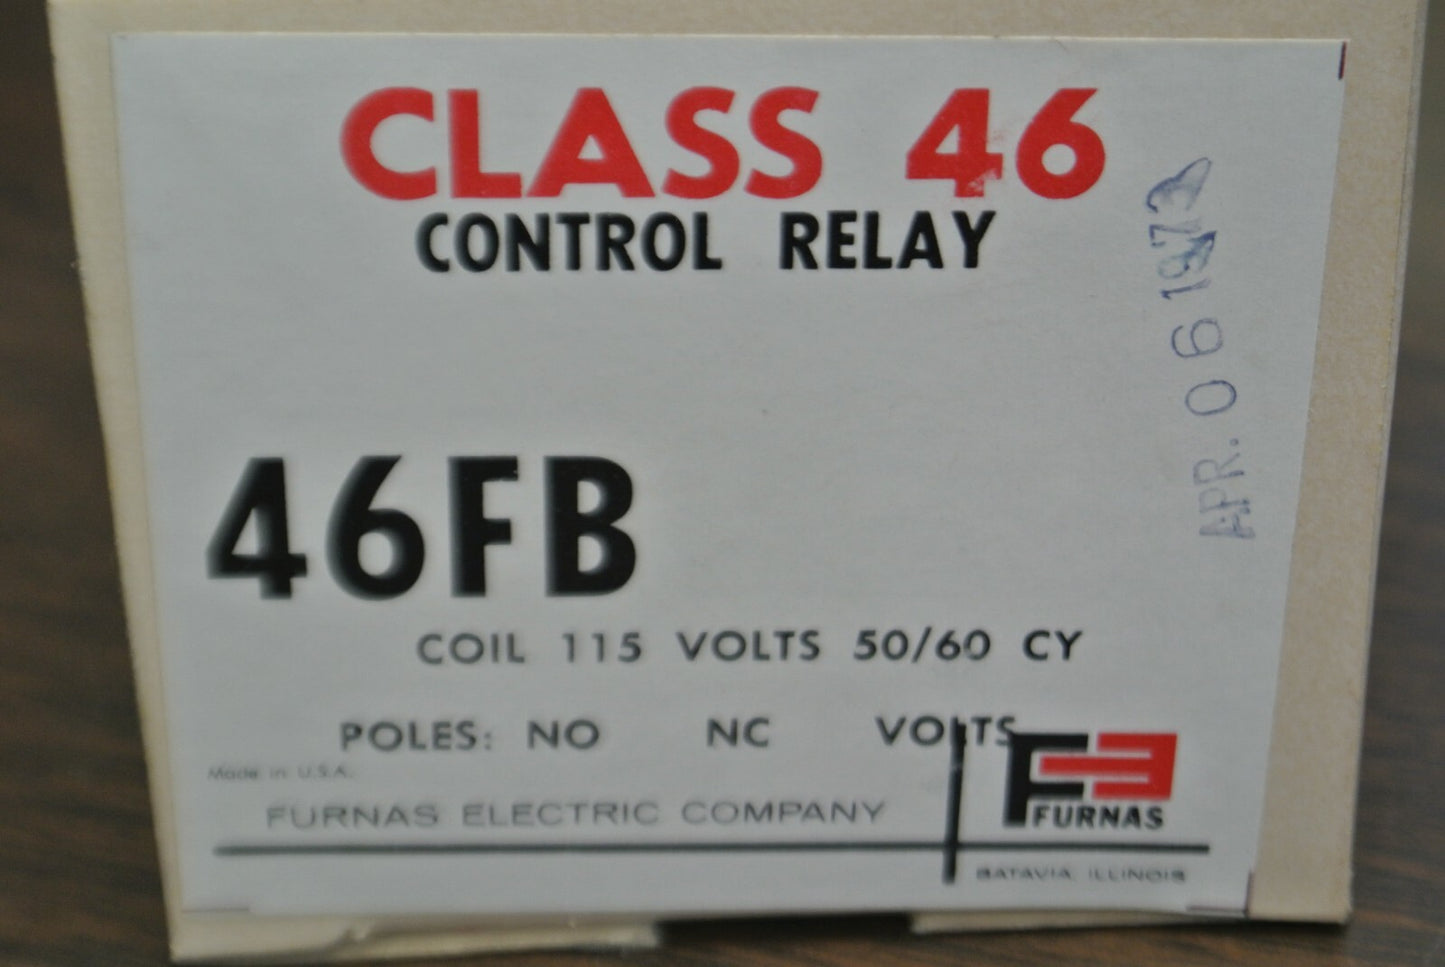 CLASS 46
CONTROL RELAY
APR. 06 1973
46FB
COIL 115 VOLTS 50/60 CY
POLES: NO NC VOLTS
Made in U.S.A.
FURNAS ELECTRIC COMPANY
FURNAS
BATAVIA, ILLINOIS